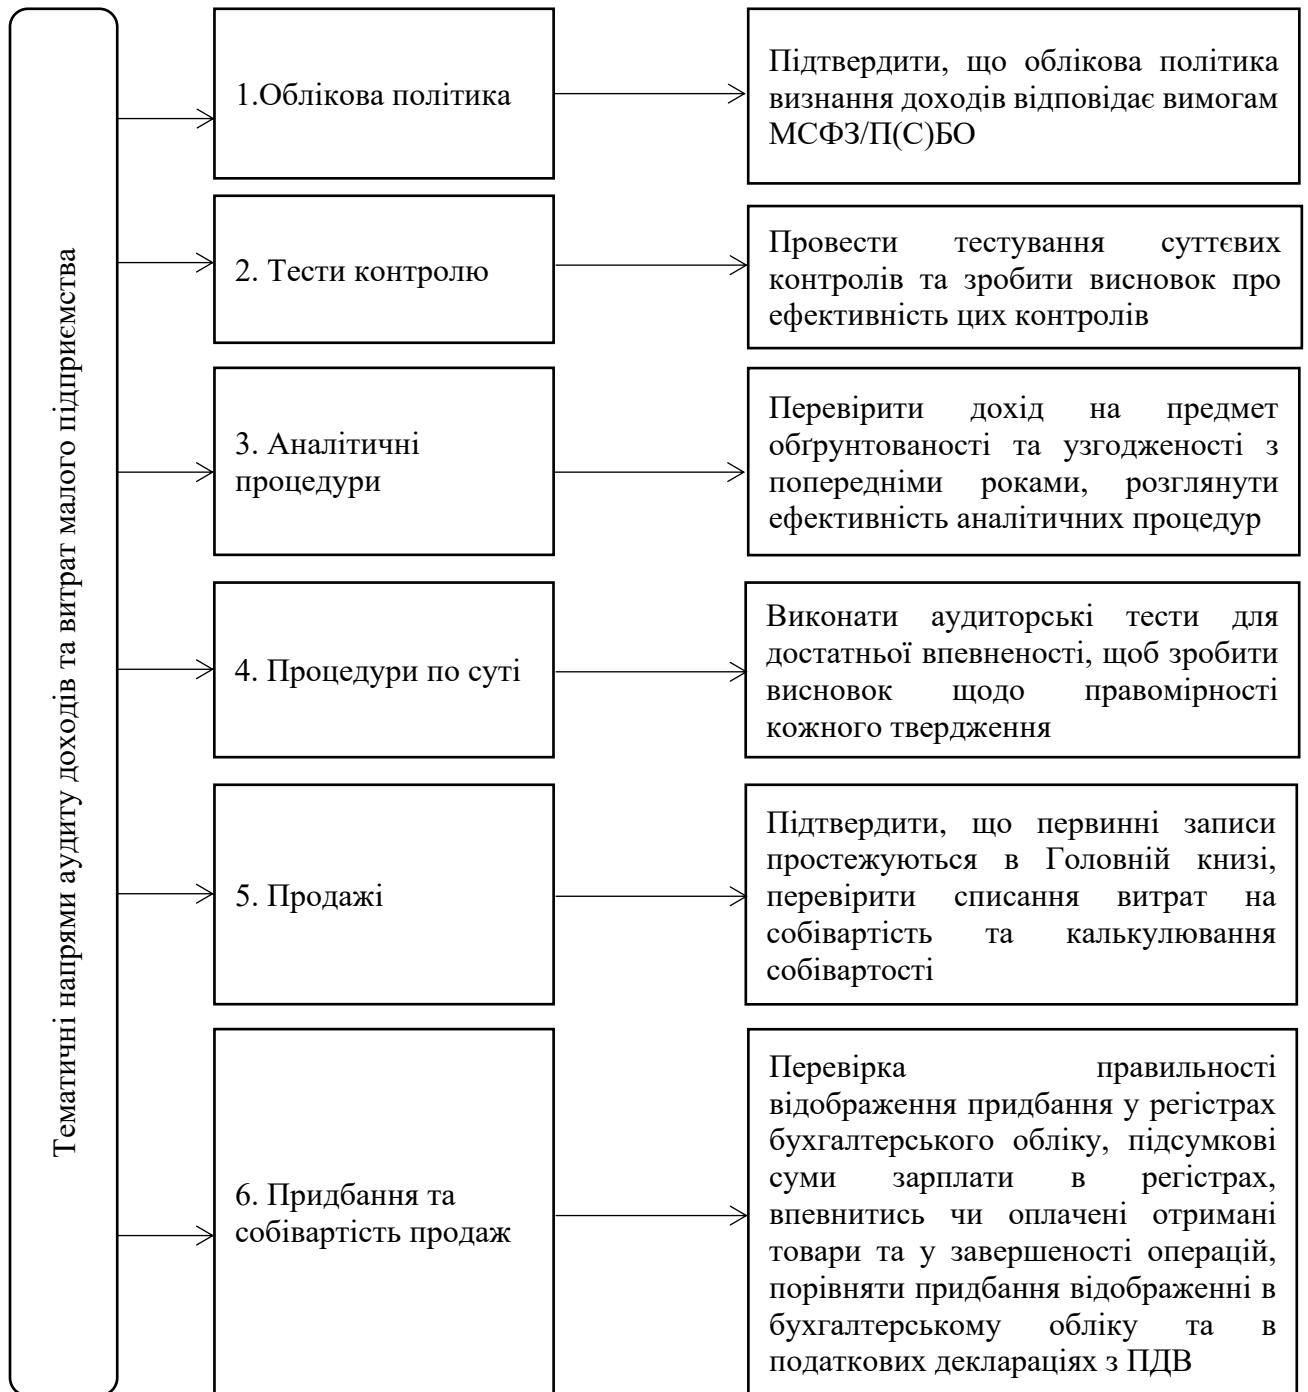 Тематичні напрями аудиту доходів та витрат малого підприємства
1.Облікова політика
Підтвердити, що облікова політика
визнання доходів відповідає вимогам
МСФЗ/П(С)БО
2. Тести контролю
Провести тестування суттєвих
контролів та зробити висновок про
ефективність цих контролів
3. Аналітичні
процедури
Перевірити дохід на предмет
обґрунтованості та узгодженості з
попередніми роками, розглянути
ефективність аналітичних процедур
4. Процедури по суті
Виконати аудиторські тести для
достатньої впевненості, щоб зробити
висновок щодо правомірності
кожного твердження
5. Продажі
Підтвердити, що первинні записи
простежуються в Головній книзі,
перевірити списання витрат на
собівартість та калькулювання
собівартості
6. Придбання та
собівартість продаж
Перевірка правильності
відображення придбання у регістрах
бухгалтерського обліку, підсумкові
суми зарплати в регістрах,
впевнитись чи оплачені отримані
товари та у завершеності операцій,
порівняти придбання відображенні в
бухгалтерському обліку та в
податкових деклараціях з ПДВ